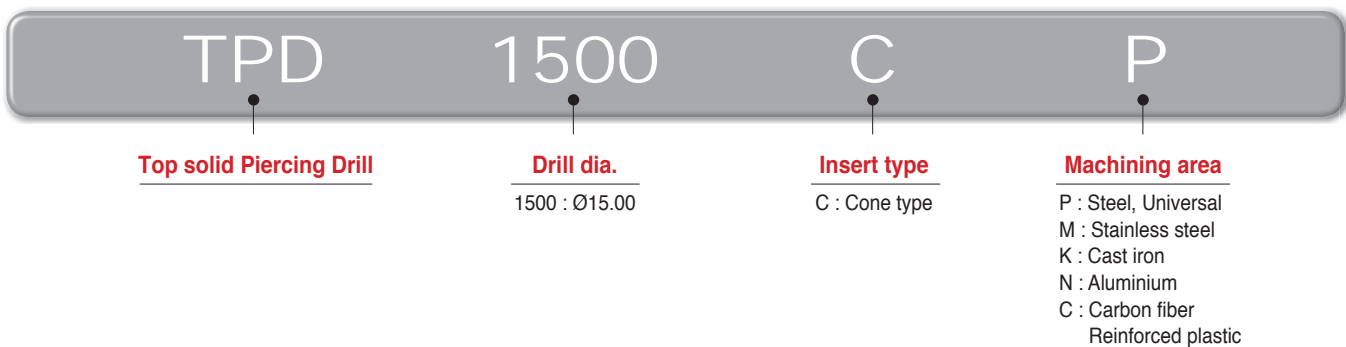 TPD 1500 C P
Top solid Piercing Drill
Drill dia.
1500 : Ø15.00
Insert type
C : Cone type
Machining area
P : Steel, Universal
M : Stainless steel
K : Cast iron
N : Aluminium
C : Carbon fiber
Reinforced plastic